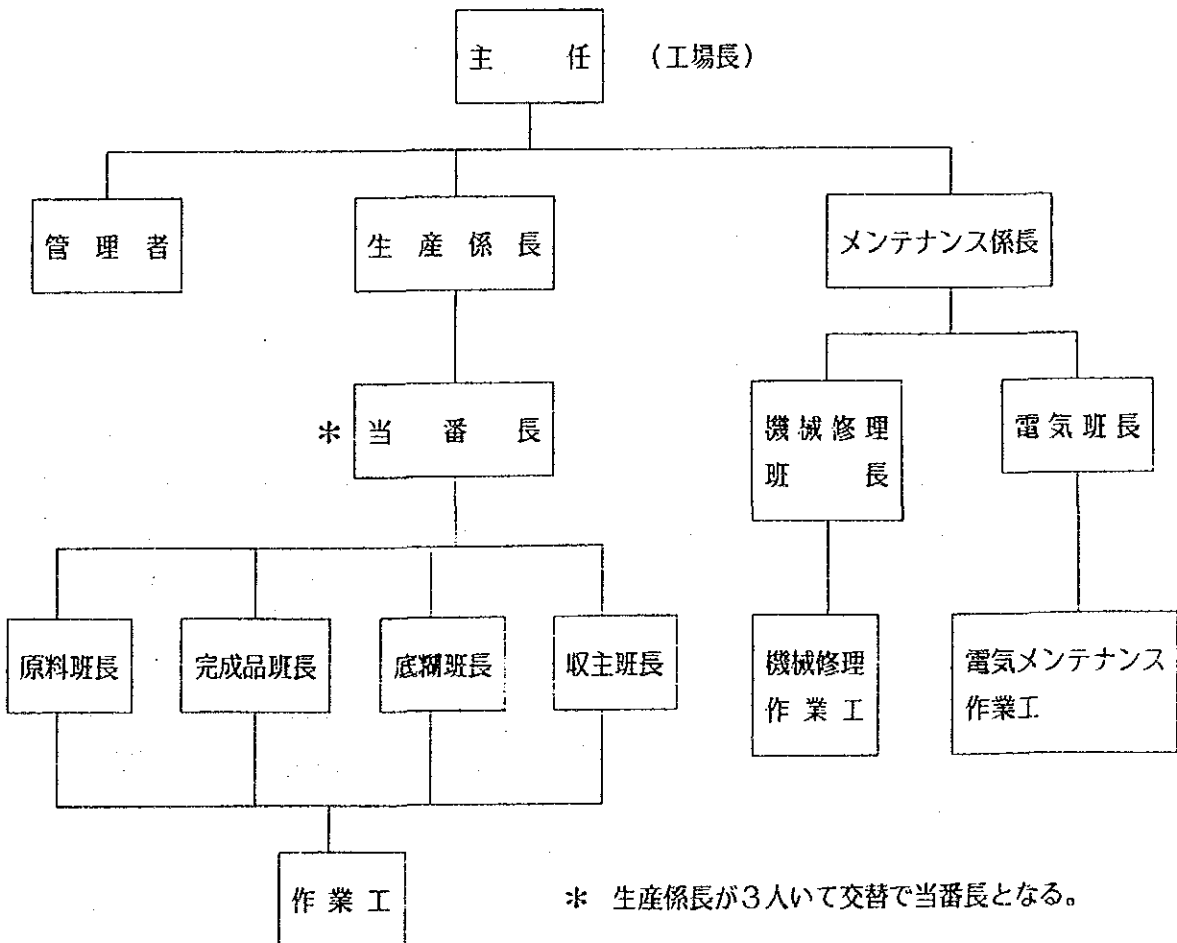 主任 (工場長)
管理者
生産係長
メンテナンス係長
＊ 当番長
機械修理
班長
電気班長
原料班長
完成品班長
底糊班長
収主班長
機械修理
作業工
電気メンテナンス
作業工
作業工
＊ 生産係長が3人いて交替で当番長となる。